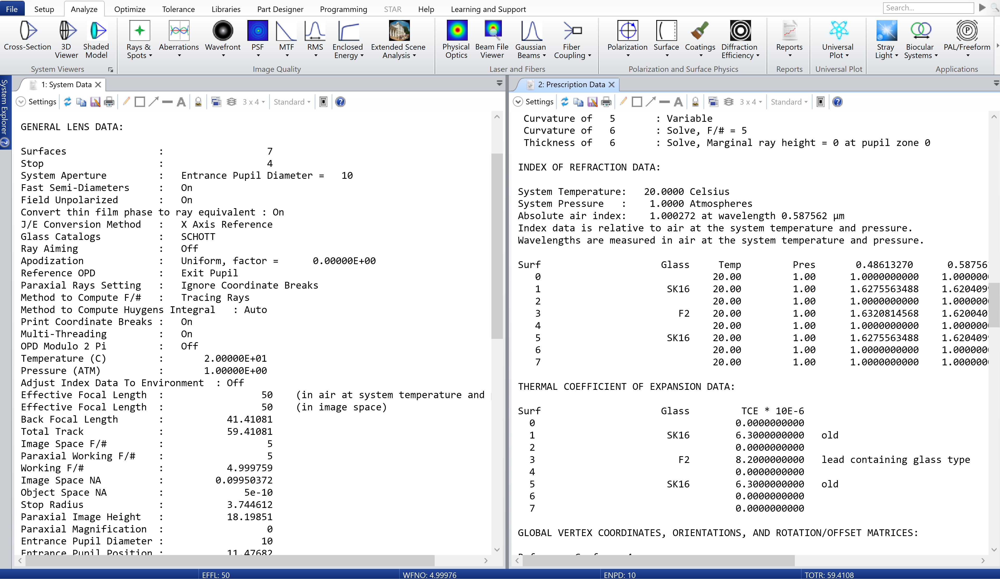 File Setup Analyze Optimize Tolerance Libraries Part Designer Programming STAR Help Learning and Support Search...
Cross-Section 3D Viewer Shaded Model Rays & Spots Aberrations Wavefront PSF MTF RMS Enclosed Energy Extended Scene Analysis Physical Optics Beam File Viewer Gaussian Beams Fiber Coupling Polarization Surface Coatings Diffraction Efficiency Reports Universal Plot Stray Light Biocular Systems PAL/Freeform
System Viewers Image Quality Laser and Fibers Polarization and Surface Physics Reports Universal Plot Applications
System Explorer
1: System Data
Settings 3 x 4 Standard
GENERAL LENS DATA:
Surfaces : 7
Stop : 4
System Aperture : Entrance Pupil Diameter = 10
Fast Semi-Diameters : On
Field Unpolarized : On
Convert thin film phase to ray equivalent : On
J/E Conversion Method : X Axis Reference
Glass Catalogs : SCHOTT
Ray Aiming : Off
Apodization : Uniform, factor = 0.00000E+00
Reference OPD : Exit Pupil
Paraxial Rays Setting : Ignore Coordinate Breaks
Method to Compute F/# : Tracing Rays
Method to Compute Huygens Integral : Auto
Print Coordinate Breaks : On
Multi-Threading : On
OPD Modulo 2 Pi : Off
Temperature (C) : 2.00000E+01
Pressure (ATM) : 1.00000E+00
Adjust Index Data To Environment : Off
Effective Focal Length : 50 (in air at system temperature and
Effective Focal Length : 50 (in image space)
Back Focal Length : 41.41081
Total Track : 59.41081
Image Space F/# : 5
Paraxial Working F/# : 5
Working F/# : 4.999759
Image Space NA : 0.09950372
Object Space NA : 5e-10
Stop Radius : 3.744612
Paraxial Image Height : 18.19851
Paraxial Magnification : 0
Entrance Pupil Diameter : 10
Entrance Pupil Position : 11.47682
2: Prescription Data
Settings 3 x 4 Standard
Curvature of 5 : Variable
Curvature of 6 : Solve, F/# = 5
Thickness of 6 : Solve, Marginal ray height = 0 at pupil zone 0
INDEX OF REFRACTION DATA:
System Temperature: 20.0000 Celsius
System Pressure : 1.0000 Atmospheres
Absolute air index: 1.000272 at wavelength 0.587562 µm
Index data is relative to air at the system temperature and pressure.
Wavelengths are measured in air at the system temperature and pressure.
Surf Glass Temp Pres 0.48613270 0.58756
0 20.00 1.00 1.0000000000 1.0000000
1 SK16 20.00 1.00 1.6275563488 1.6204099
2 20.00 1.00 1.0000000000 1.0000000
3 F2 20.00 1.00 1.6320814568 1.620040
4 20.00 1.00 1.0000000000 1.0000000
5 SK16 20.00 1.00 1.6275563488 1.6204099
6 20.00 1.00 1.0000000000 1.0000000
7 20.00 1.00 1.0000000000 1.0000000
THERMAL COEFFICIENT OF EXPANSION DATA:
Surf Glass TCE * 10E-6
0 0.0000000000
1 SK16 6.3000000000 old
2 0.0000000000
3 F2 8.2000000000 lead containing glass type
4 0.0000000000
5 SK16 6.3000000000 old
6 0.0000000000
7 0.0000000000
GLOBAL VERTEX COORDINATES, ORIENTATIONS, AND ROTATION/OFFSET MATRICES:
EFFL: 50 WFNO: 4.99976 ENPD: 10 TOTR: 59.4108